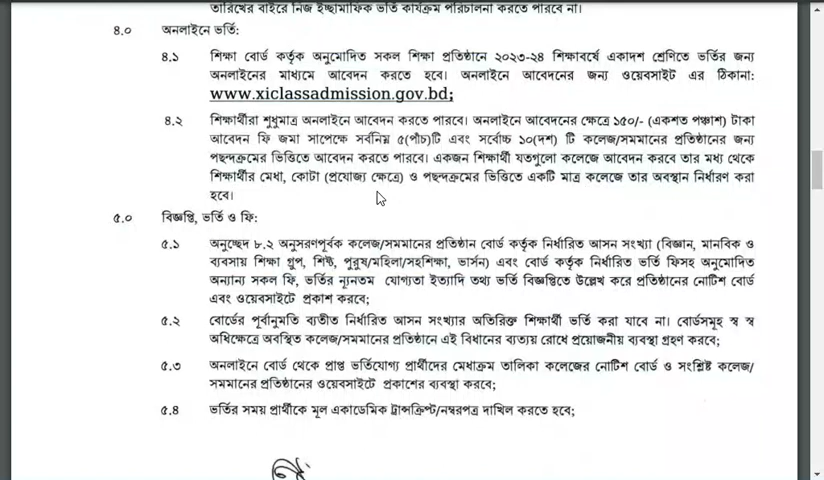 তারিখের বাইরে নিজ ইচ্ছামাফিক ভর্তি কার্যক্রম পরিচালনা করতে পারবে না।
৪.০ অনলাইনে ভর্তি:
৪.১ শিক্ষা বোর্ড কর্তৃক অনুমোদিত সকল শিক্ষা প্রতিষ্ঠানে ২০২৩-২৪ শিক্ষাবর্ষে একাদশ শ্রেণিতে ভর্তির জন্য
অনলাইনের মাধ্যমে আবেদন করতে হবে। অনলাইনে আবেদনের জন্য ওয়েবসাইট এর ঠিকানা:
www.xiclassadmission.gov.bd;
৪.২ শিক্ষার্থীরা শুধুমাত্র অনলাইনে আবেদন করতে পারবে। অনলাইনে আবেদনের ক্ষেত্রে ১৫০/- (একশত পঞ্চাশ) টাকা
আবেদন ফি জমা সাপেক্ষে সর্বনিম্ন ৫(পাঁচ)টি এবং সর্বোচ্চ ১০(দশ) টি কলেজ/সমমানের প্রতিষ্ঠানের জন্য
পছন্দক্রমের ভিত্তিতে আবেদন করতে পারবে। একজন শিক্ষার্থী যতগুলো কলেজে আবেদন করবে তার মধ্য থেকে
শিক্ষার্থীর মেধা, কোটা (প্রযোজ্য ক্ষেত্রে) ও পছন্দক্রমের ভিত্তিতে একটি মাত্র কলেজে তার অবস্থান নির্ধারণ করা
হবে।
৫.০ বিজ্ঞপ্তি, ভর্তি ও ফি:
৫.১ অনুচ্ছেদ ৮.২ অনুসরণপূর্বক কলেজ/সমমানের প্রতিষ্ঠান বোর্ড কর্তৃক নির্ধারিত আসন সংখ্যা (বিজ্ঞান, মানবিক ও
ব্যবসায় শিক্ষা গ্রুপ, শিফ্ট, পুরুষ/মহিলা/সহশিক্ষা, ভার্সন) এবং বোর্ড কর্তৃক নির্ধারিত ভর্তি ফিসহ অনুমোদিত
অন্যান্য সকল ফি, ভর্তির ন্যূনতম যোগ্যতা ইত্যাদি তথ্য ভর্তি বিজ্ঞপ্তিতে উল্লেখ করে প্রতিষ্ঠানের নোটিশ বোর্ড
এবং ওয়েবসাইটে প্রকাশ করবে;
৫.২ বোর্ডের পূর্বানুমতি ব্যতীত নির্ধারিত আসন সংখ্যার অতিরিক্ত শিক্ষার্থী ভর্তি করা যাবে না। বোর্ডসমূহ স্ব স্ব
অধিক্ষেত্রে অবস্থিত কলেজ/সমমানের প্রতিষ্ঠানে এই বিধানের ব্যত্যয় রোধে প্রয়োজনীয় ব্যবস্থা গ্রহণ করবে;
৫.৩ অনলাইনে বোর্ড থেকে প্রাপ্ত ভর্তিযোগ্য প্রার্থীদের মেধাক্রম তালিকা কলেজের নোটিশ বোর্ড ও সংশ্লিষ্ট কলেজ/
সমমানের প্রতিষ্ঠানের ওয়েবসাইটে প্রকাশের ব্যবস্থা করবে;
৫.৪ ভর্তির সময় প্রার্থীকে মূল একাডেমিক ট্রান্সক্রিপ্ট/নম্বরপত্র দাখিল করতে হবে;